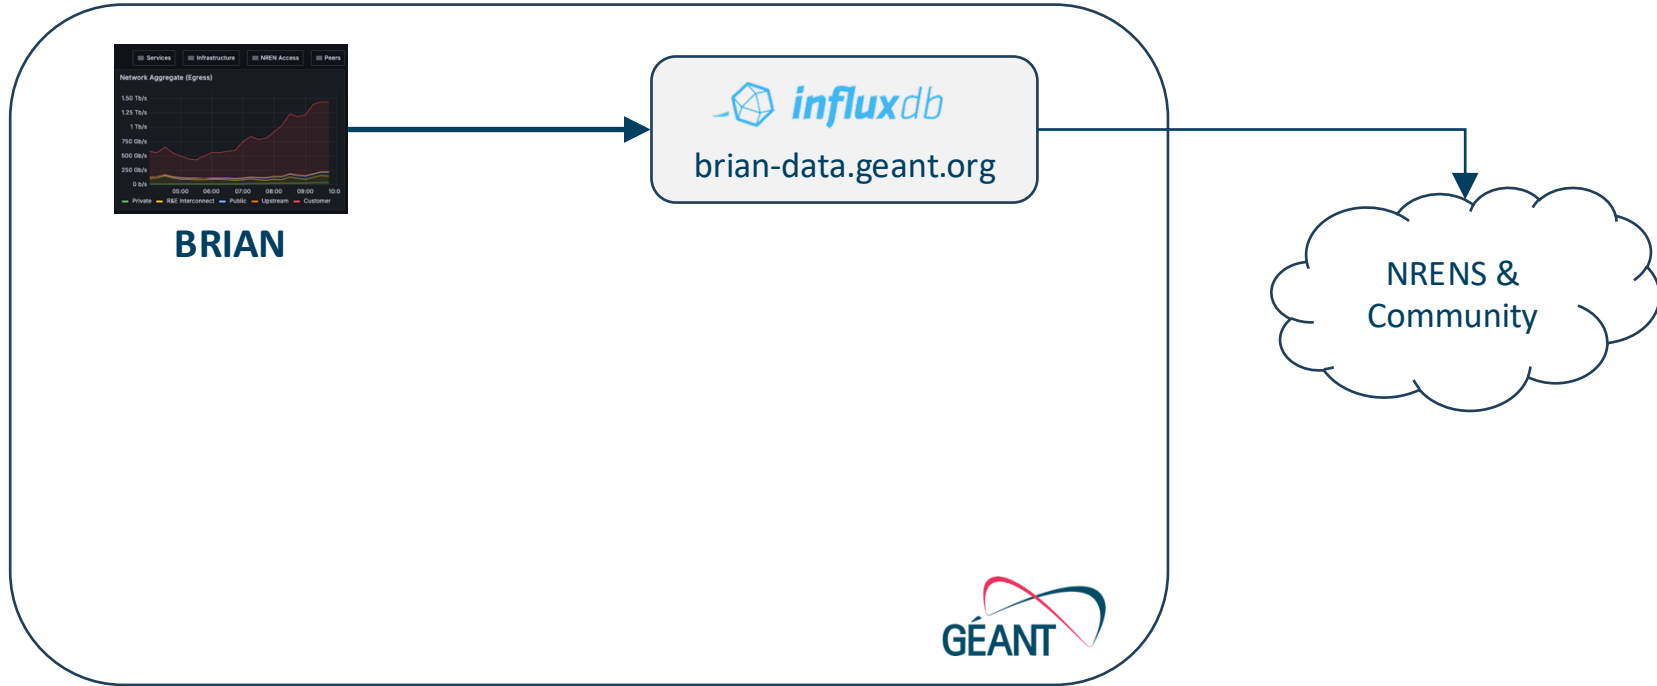 Services Infrastructure NREN Access Peers
Network Aggregate (Egress)
1.50 Tb/s
1.25 Tb/s
1 Tb/s
750 Gb/s
500 Gb/s
250 Gb/s
0 b/s
05:00 06:00 07:00 08:00 09:00 10:0
Private R&E Interconnect Public Upstream Customer
BRIAN
influxdb
brian-data.geant.org
NRENS &
Community
GÉANT